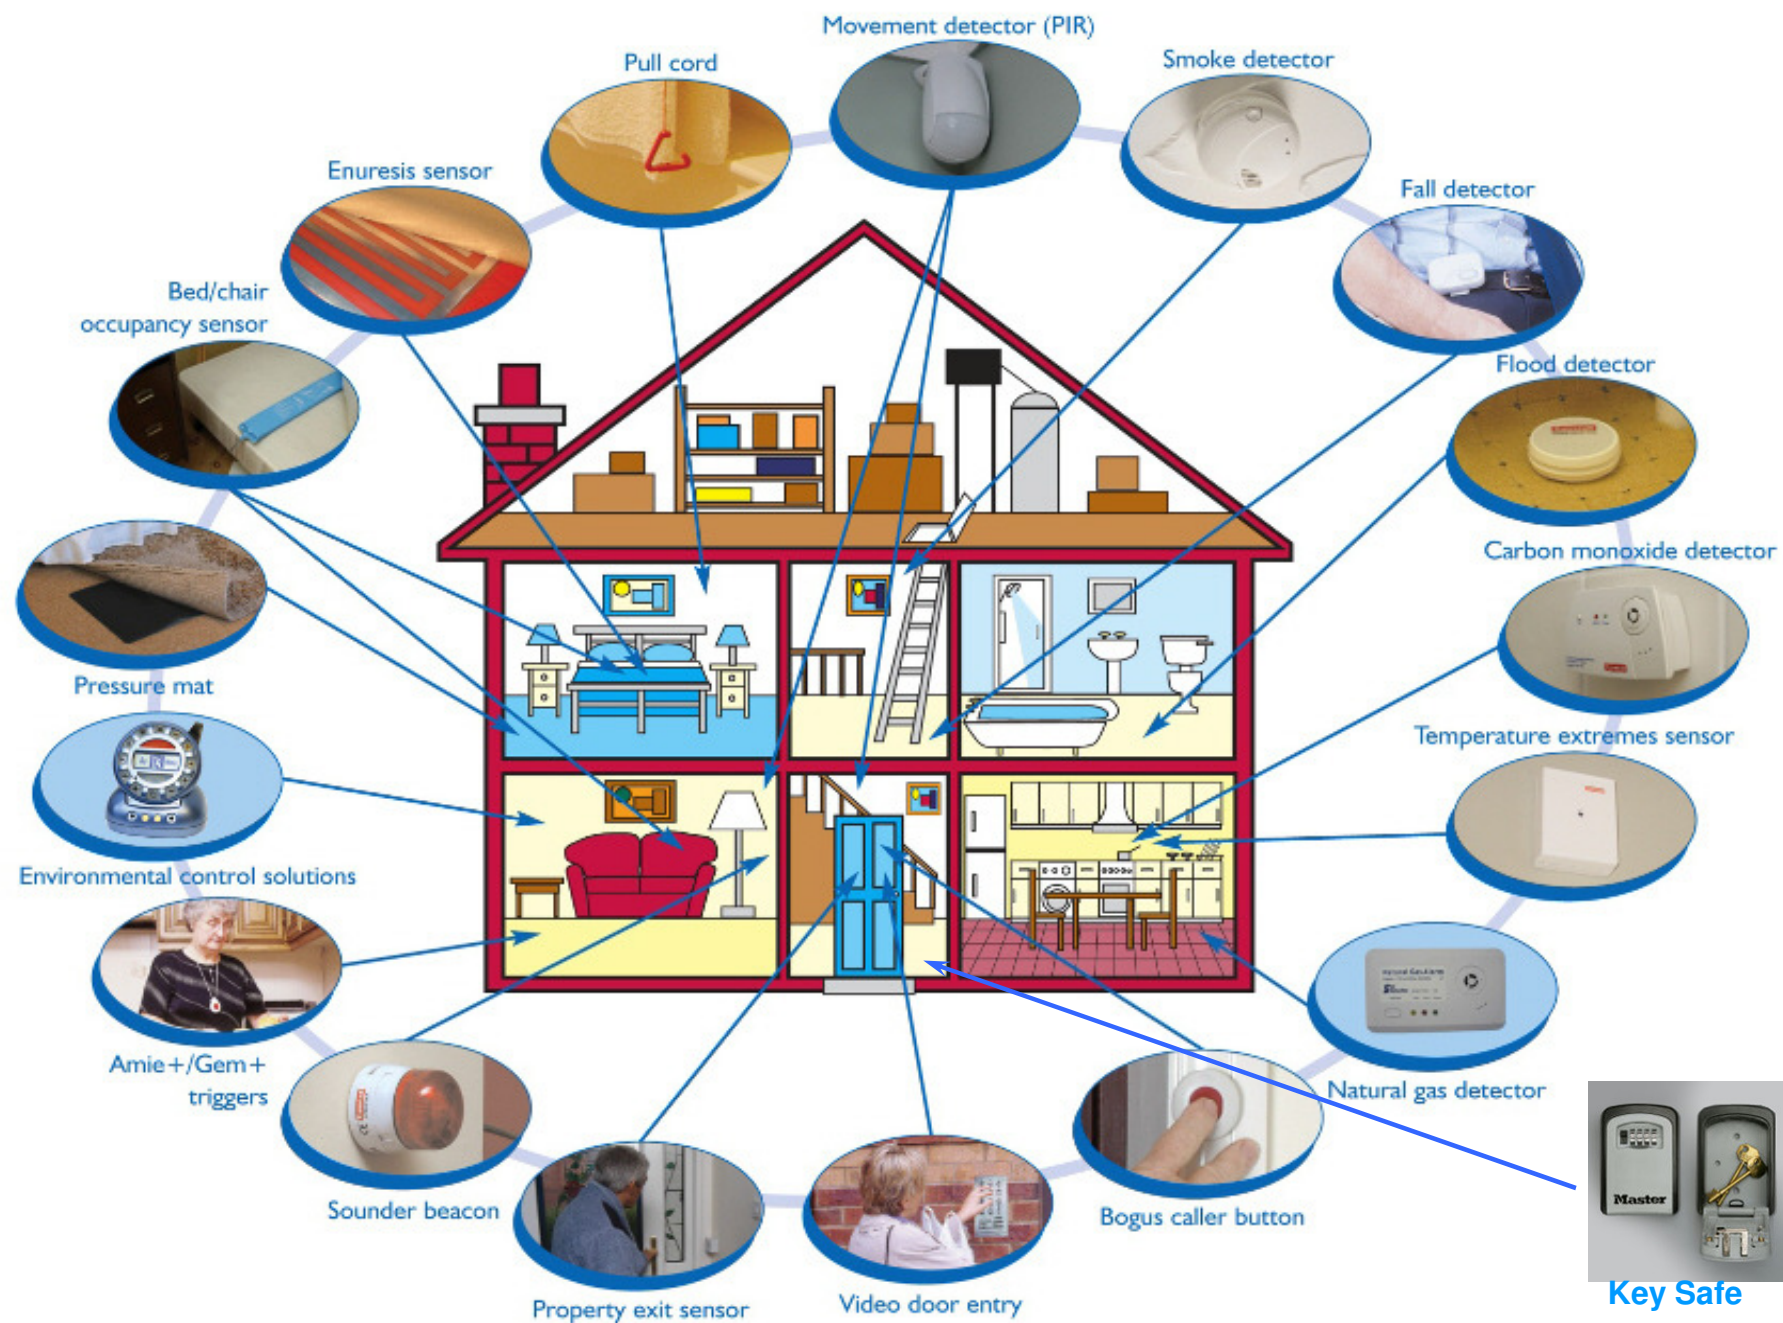 Movement detector (PIR)
Pull cord
Smoke detector
Enuresis sensor
Fall detector
Bed/chair
occupancy sensor
Flood detector
Carbon monoxide detector
Pressure mat
Temperature extremes sensor
Environmental control solutions
Amie+/Gem+
triggers
Natural gas detector
Sounder beacon
Bogus caller button
Master
Property exit sensor
Video door entry
Key Safe